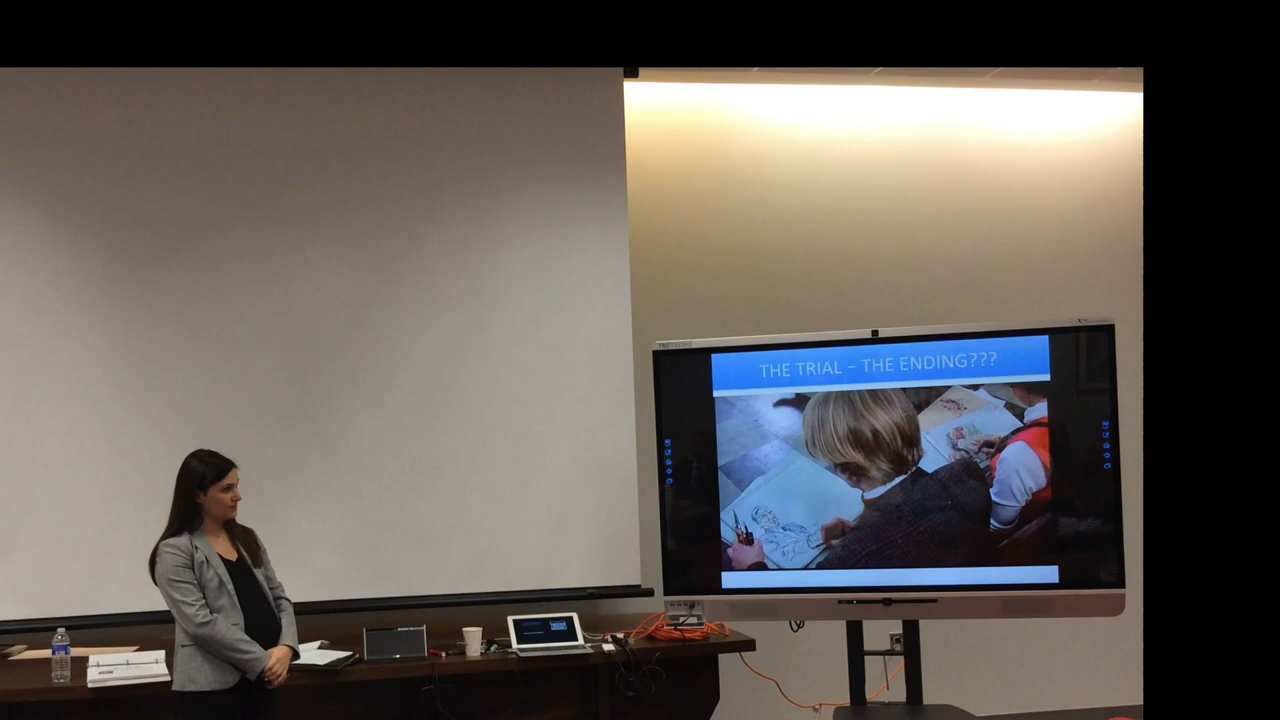 THE TRIAL – THE ENDING???